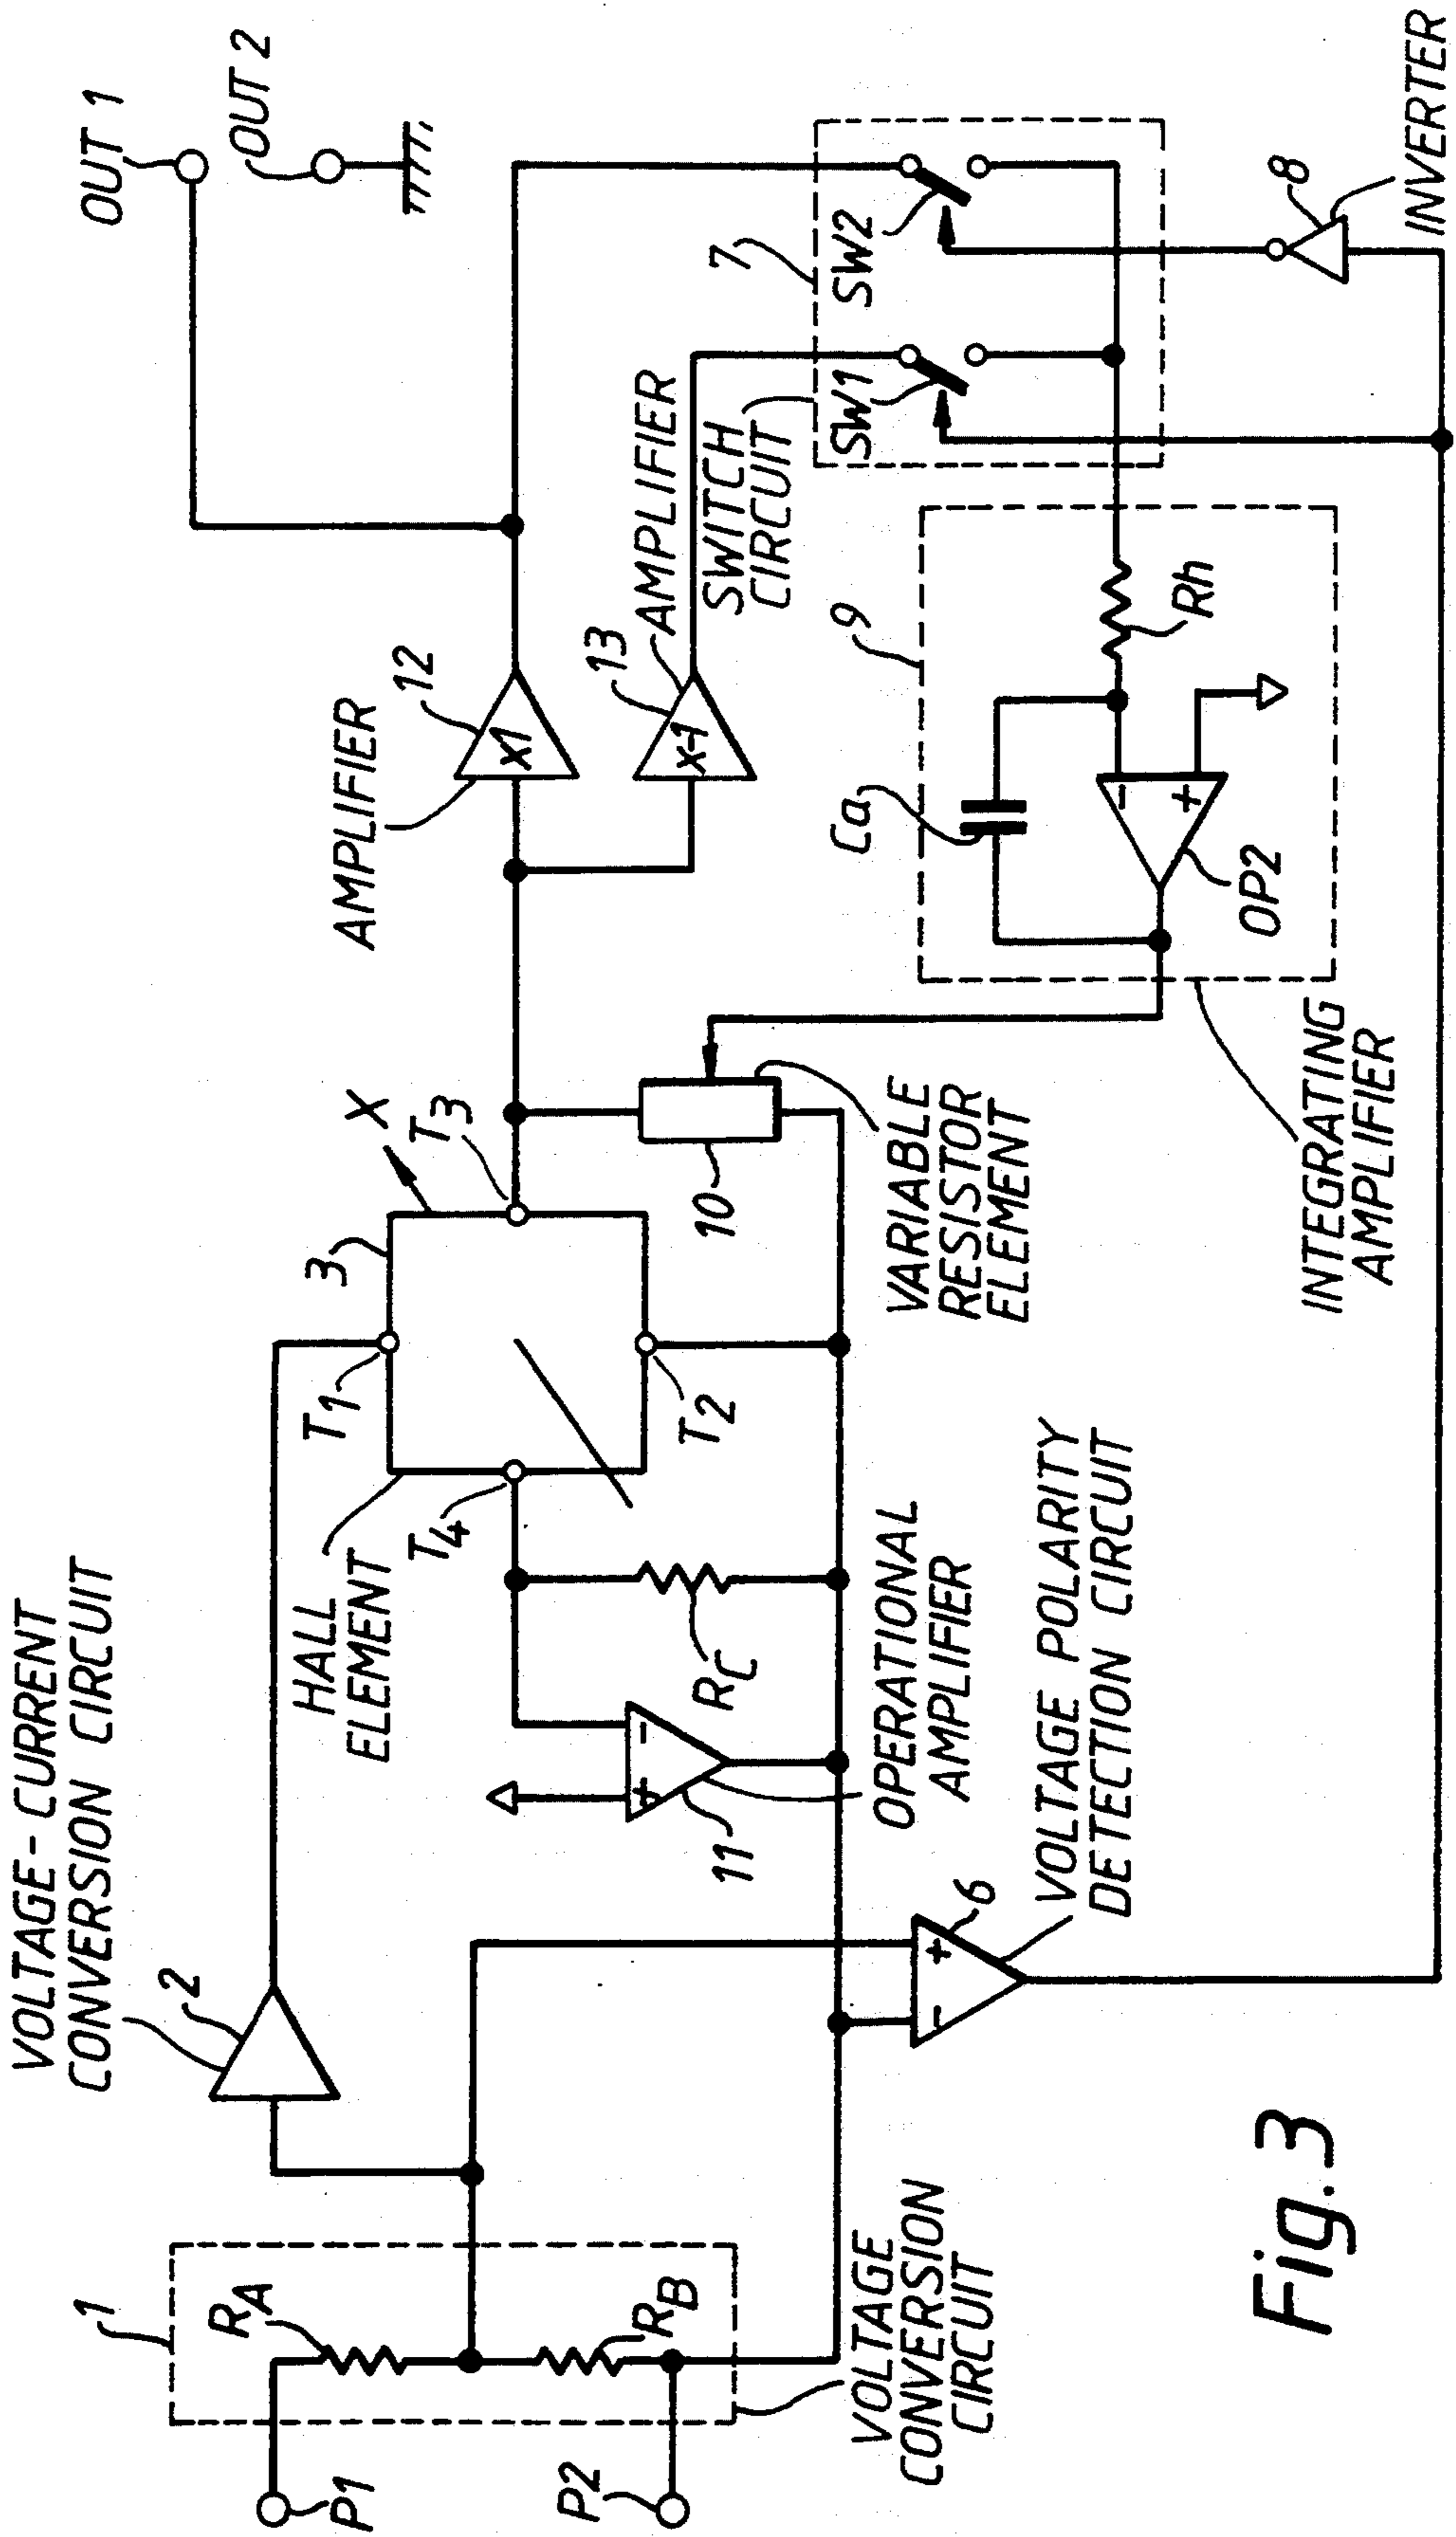 VOLTAGE-CURRENT
CONVERSION CIRCUIT
2
1
RA
RB
P1
P2
VOLTAGE
CONVERSION
CIRCUIT
HALL
ELEMENT
T1
T2
T3
T4
3
X
RC
11
+
-
OPERATIONAL
AMPLIFIER
6
+
-
VOLTAGE POLARITY
DETECTION CIRCUIT
10
VARIABLE
RESISTOR
ELEMENT
AMPLIFIER
12
x1
13
x-1
AMPLIFIER
SWITCH
CIRCUIT
OUT 1
OUT 2
7
SW1
SW2
9
Ca
Rh
-
+
OP2
INTEGRATING
AMPLIFIER
8
INVERTER
Fig. 3